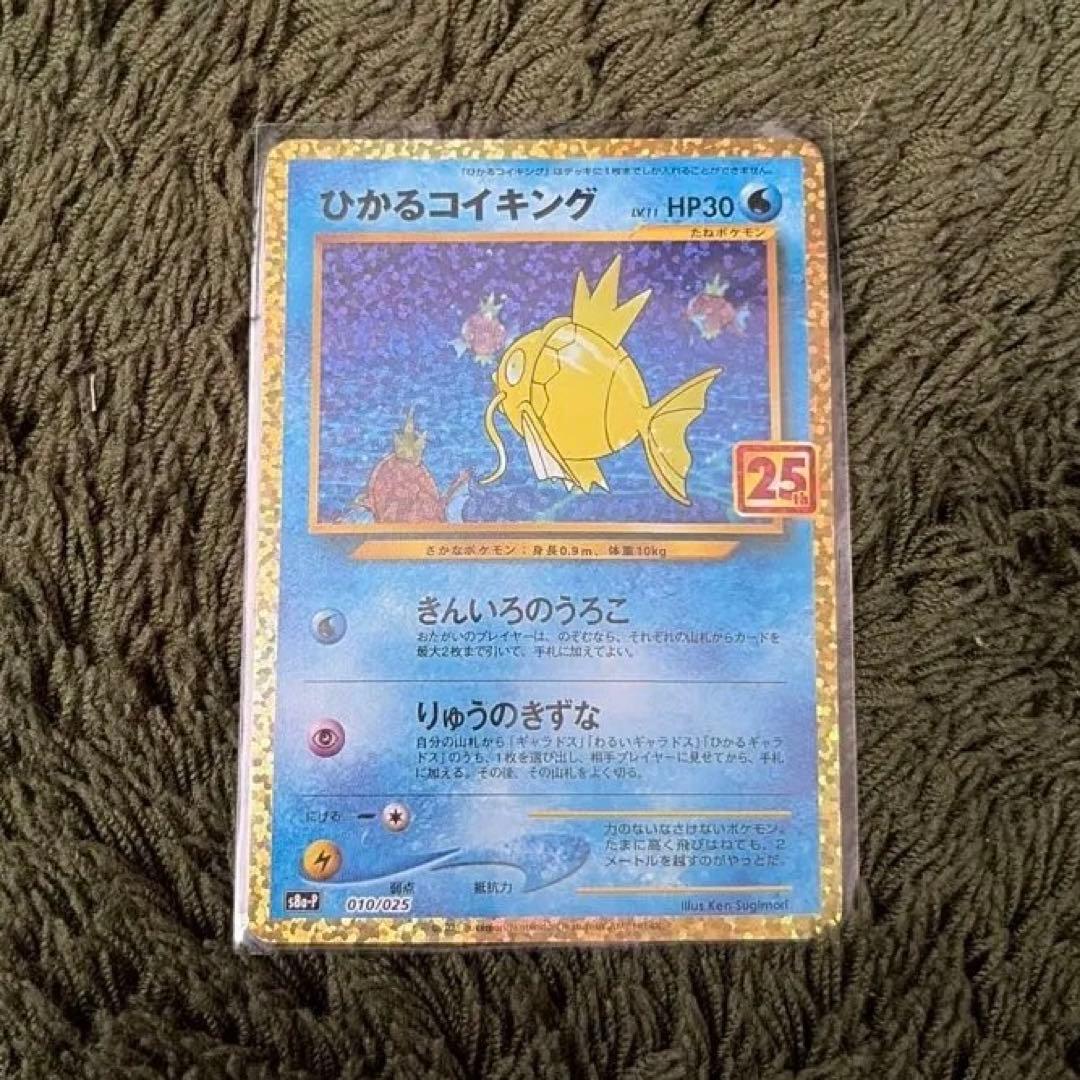 「ひかるコイキング」はデッキに1枚までしか入れることができません。
ひかるコイキング LV.11 HP30
たねポケモン
25th
さかなポケモン：身長0.9m、体重10kg
きんいろのうろこ
おたがいのプレイヤーは、のぞむなら、それぞれの山札からカードを
最大2枚まで引いて、手札に加えてよい。
りゅうのきずな
自分の山札から「ギャラドス」「わるいギャラドス」「ひかるギャラ
ドス」のうち、1枚を選び出し、相手プレイヤーに見せてから、手札
に加える。その後、その山札をよく切る。
にげる
力のないなさけないポケモン。
たまに高く飛びはねても、2
メートルを越すのがやっとだ。
弱点 抵抗力
s8a-P 010/025
Illus.Ken Sugimori